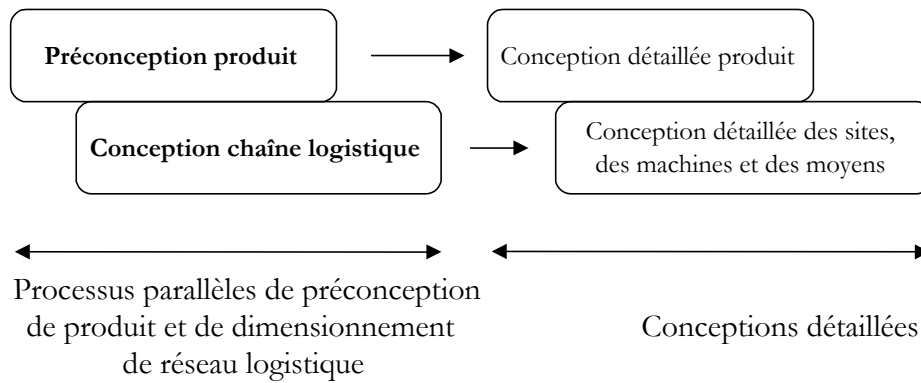 Préconception produit
Conception détaillée produit
Conception chaîne logistique
Conception détaillée des sites,
des machines et des moyens
Processus parallèles de préconception
de produit et de dimensionnement
de réseau logistique
Conceptions détaillées